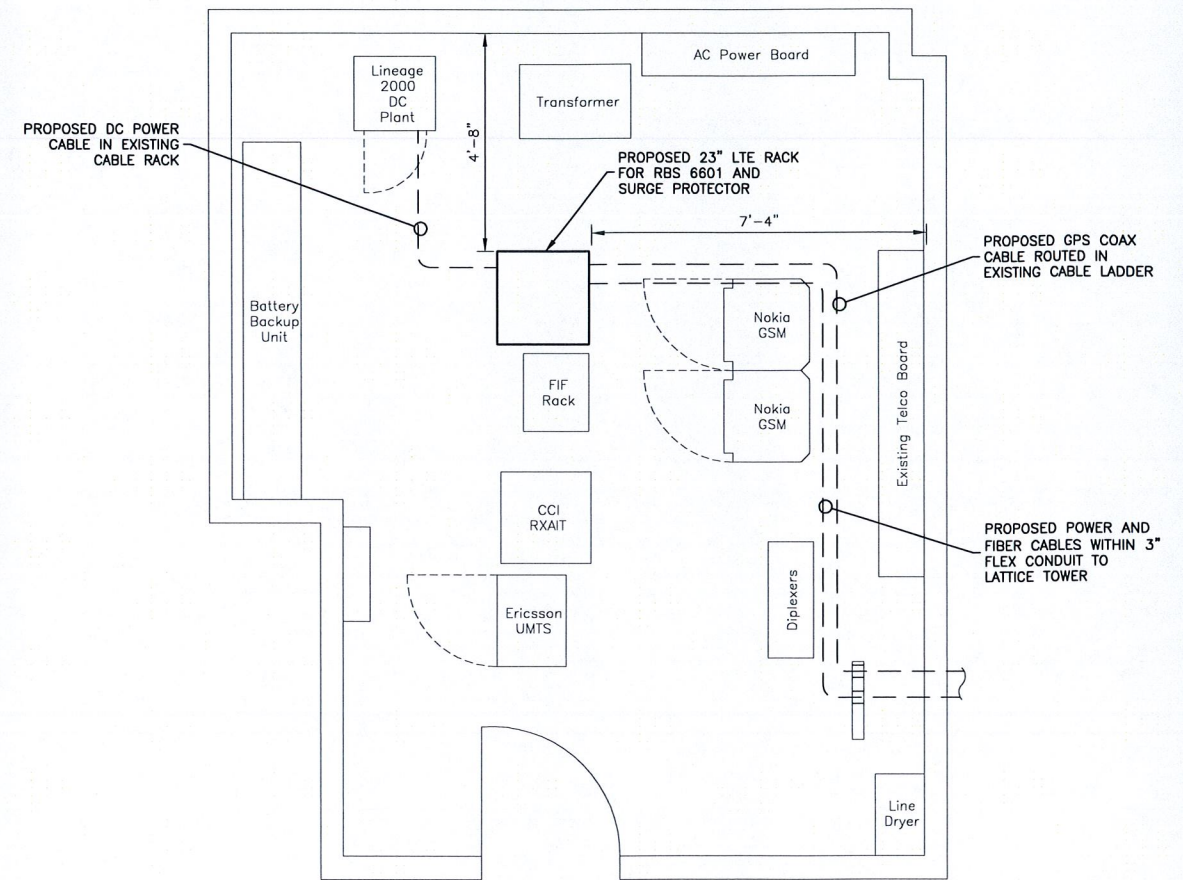 AC Power Board
Lineage
2000
DC
Plant
Transformer
4'-8"
PROPOSED DC POWER
CABLE IN EXISTING
CABLE RACK
PROPOSED 23" LTE RACK
FOR RBS 6601 AND
SURGE PROTECTOR
7'-4"
PROPOSED GPS COAX
CABLE ROUTED IN
EXISTING CABLE LADDER
Battery
Backup
Unit
Nokia
GSM
FIF
Rack
Nokia
GSM
Existing Telco Board
CCI
RXAIT
PROPOSED POWER AND
FIBER CABLES WITHIN 3"
FLEX CONDUIT TO
LATTICE TOWER
Diplexers
Ericsson
UMTS
Line
Dryer